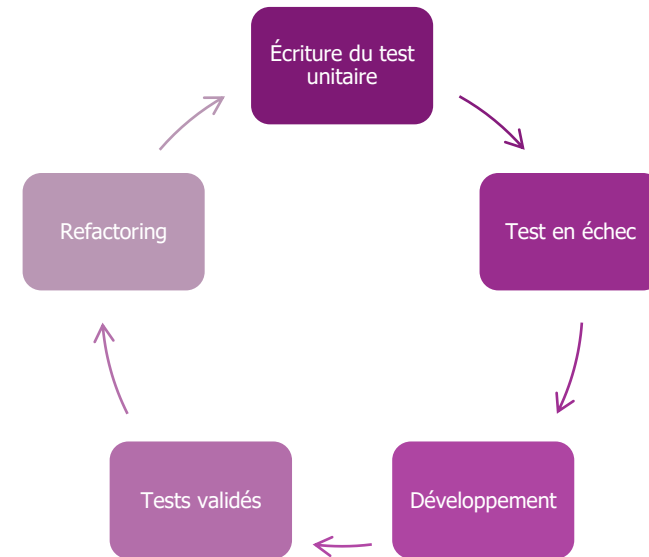 Écriture du test
unitaire
Test en échec
Développement
Tests validés
Refactoring